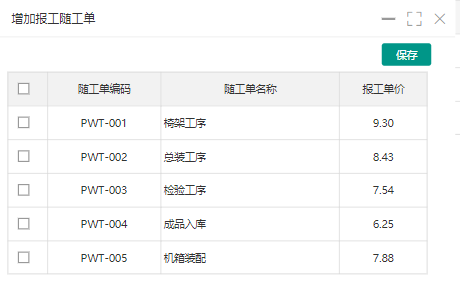 增加报工随工单
保存
随工单编码 随工单名称 报工单价
PWT-001 椅架工序 9.30
PWT-002 总装工序 8.43
PWT-003 检验工序 7.54
PWT-004 成品入库 6.25
PWT-005 机箱装配 7.88